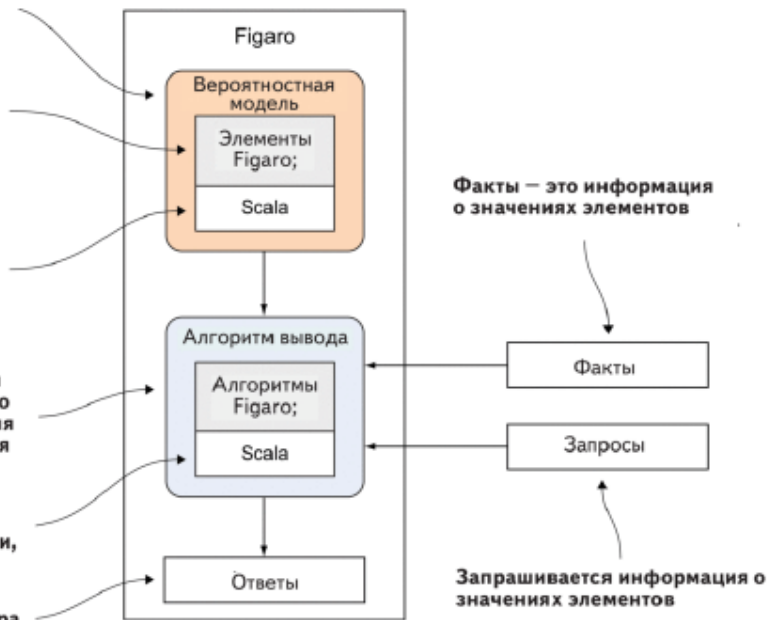 Figaro
Вероятностная
модель
Элементы
Figaro;
Scala
Факты — это информация
о значениях элементов
Алгоритм вывода
Алгоритмы
Figaro;
Scala
Факты
Запросы
и,
Ответы
Запрашивается информация о
значениях элементов